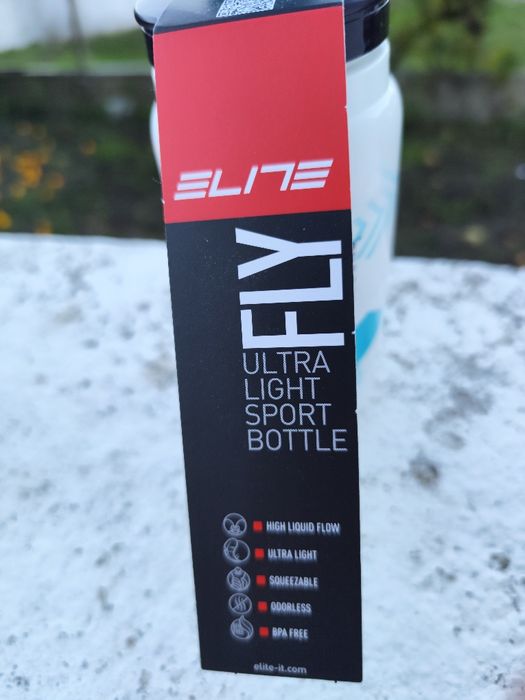 ELITE
FLY
ULTRA
LIGHT
SPORT
BOTTLE
HIGH LIQUID FLOW
ULTRA LIGHT
SQUEEZABLE
ODORLESS
BPA FREE
elite-it.com